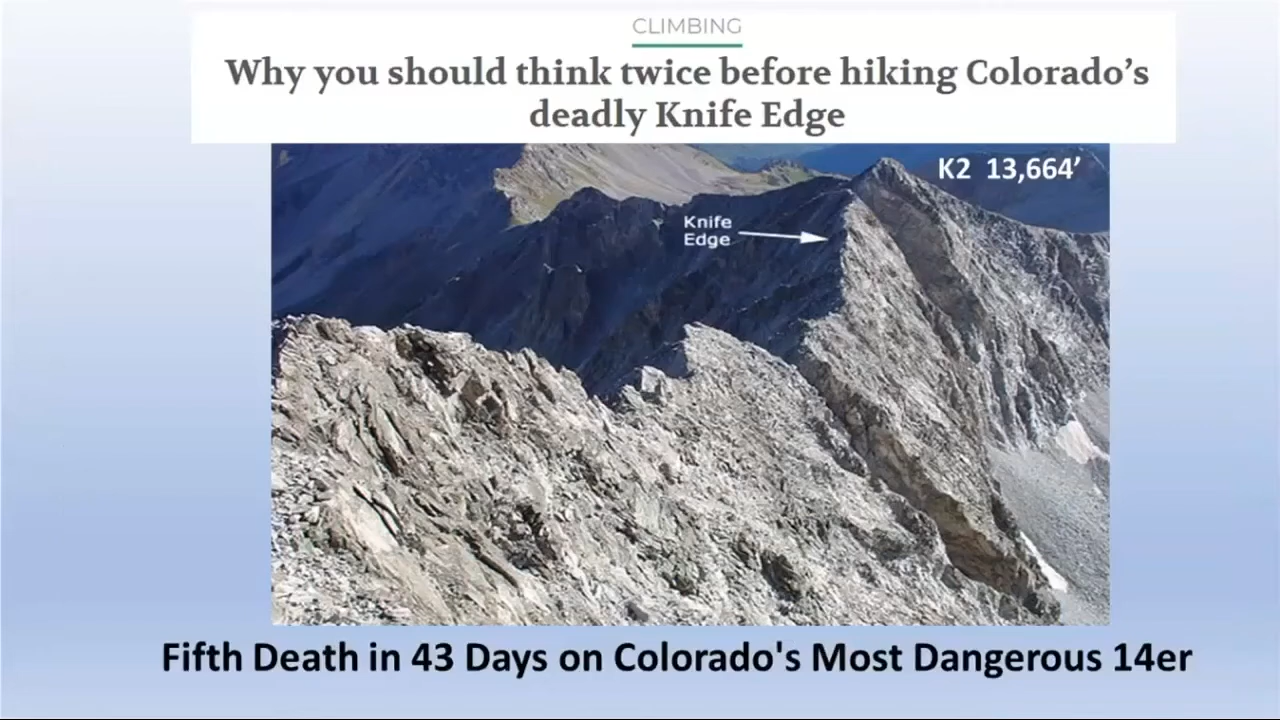 CLIMBING
Why you should think twice before hiking Colorado’s
deadly Knife Edge
K2 13,664’
Knife
Edge
Fifth Death in 43 Days on Colorado's Most Dangerous 14er